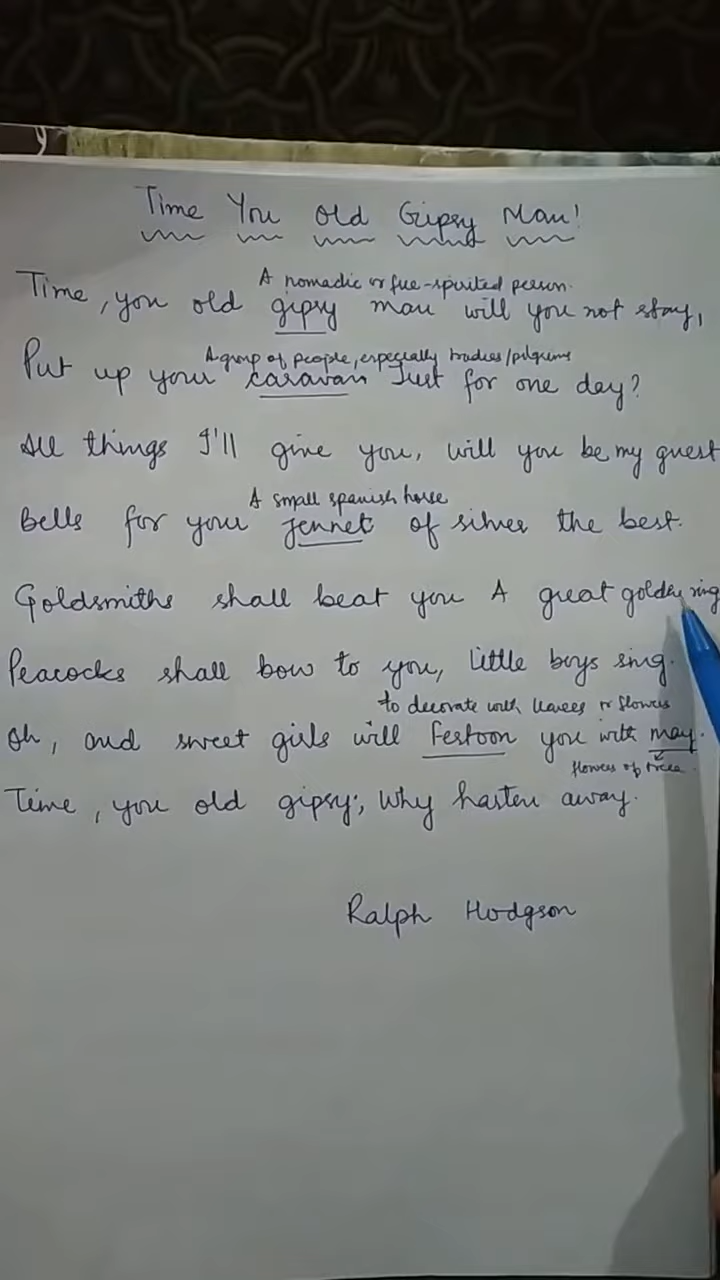 Time You Old Gipsy Man!
A nomadic or free-spirited person.
Time, you old gipsy man will you not stay,
A group of people, especially trades/pilgrims
Put up your caravan Just for one day?
All things I'll give you, will you be my guest
A small spanish horse
Bells for your jennet of silver the best.
Goldsmiths shall beat you A great golden ring
Peacocks shall bow to you, little boys sing.
to decorate with leaves or flowers
Oh, and sweet girls will Festoon you with may.
flowers of trees.
Time, you old gipsy, Why hasten away.
Ralph Hodgson